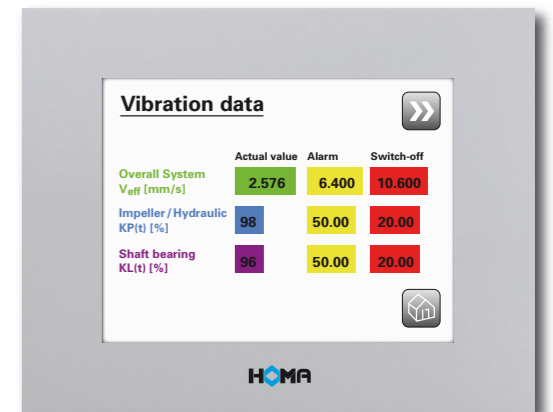 Vibration data
Actual value Alarm Switch-off
Overall System
Veff [mm/s] 2.576 6.400 10.600
Impeller / Hydraulic
KP(t) [%] 98 50.00 20.00
Shaft bearing
KL(t) [%] 96 50.00 20.00
HOMA